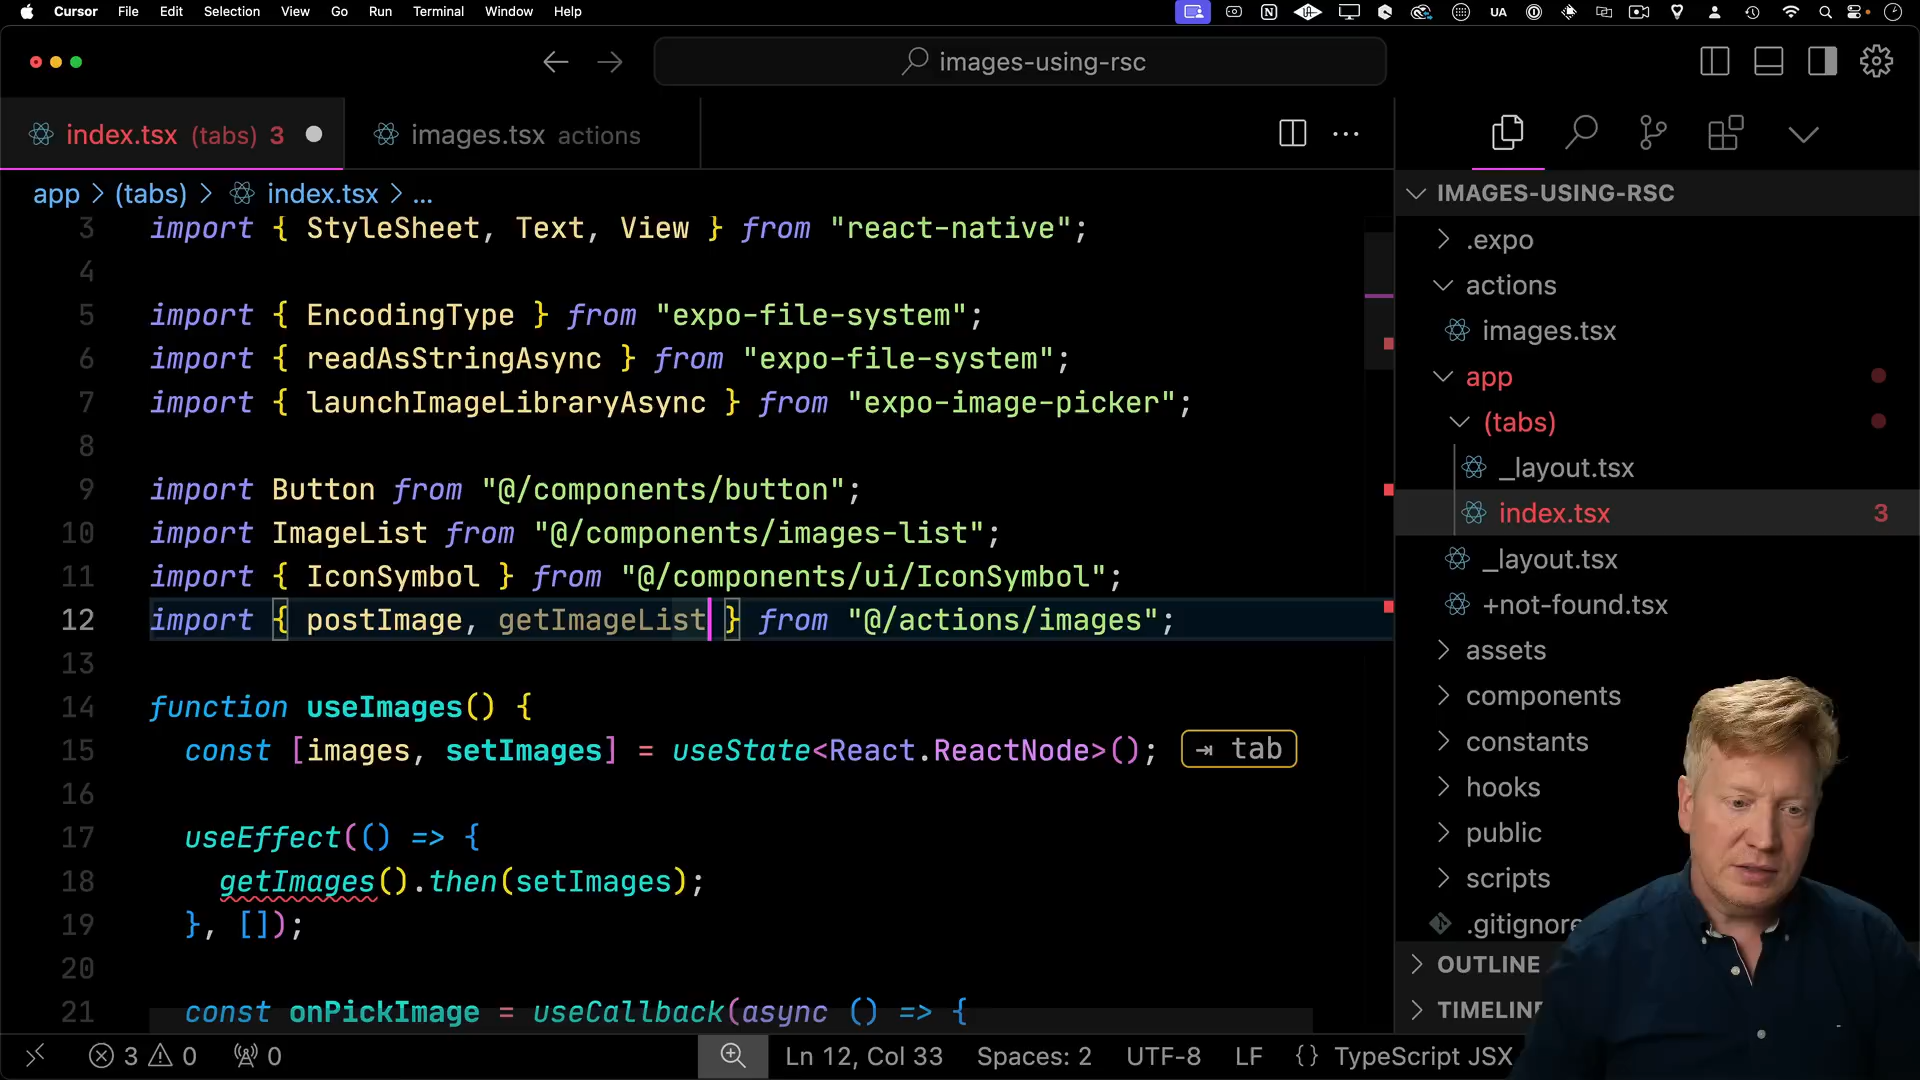 Cursor File Edit Selection View Go Run Terminal Window Help UA
images-using-rsc
index.tsx (tabs) 3 images.tsx actions
app > (tabs) > index.tsx > ...
3 import { StyleSheet, Text, View } from "react-native";
4
5 import { EncodingType } from "expo-file-system";
6 import { readAsStringAsync } from "expo-file-system";
7 import { launchImageLibraryAsync } from "expo-image-picker";
8
9 import Button from "@/components/button";
10 import ImageList from "@/components/images-list";
11 import { IconSymbol } from "@/components/ui/IconSymbol";
12 import { postImage, getImageList } from "@/actions/images";
13
14 function useImages() {
15 const [images, setImages] = useState<React.ReactNode>(); tab
16
17 useEffect(() => {
18 getImages().then(setImages);
19 }, []);
20
21 const onPickImage = useCallback(async () => {
IMAGES-USING-RSC
.expo
actions
images.tsx
app
(tabs)
_layout.tsx
index.tsx 3
_layout.tsx
+not-found.tsx
assets
components
constants
hooks
public
scripts
.gitignore
OUTLINE
TIMELINE
3 0 0 Ln 12, Col 33 Spaces: 2 UTF-8 LF {} TypeScript JSX